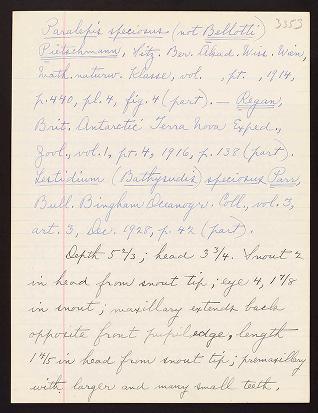 3353
Paralepis speciosus (not Bellotti)
Pietschmann, Sitz. Ber. Akad. Wiss. Wien,
Math. naturw. Klasse, vol. , pt. , 1914,
p. 440, pl. 4, fig. 4 (part). — Regan,
Brit. Antarctic Terra Nova Exped.,
Zool., vol. 1, pt. 4, 1916, p. 138 (part).
Lestidium (Bathysudis) speciosus Parr,
Bull. Bingham Oceanogr. Coll., vol. 3,
art. 3, Dec. 1928, p. 42 (part).
Depth 5 2/3; head 3 3/4. Snout 2
in head from snout tip; eye 4, 1 7/8
in snout; maxillary extends back
opposite front pupil edge, length
1 4/5 in head from snout tip; premaxillary
with larger and many small teeth,